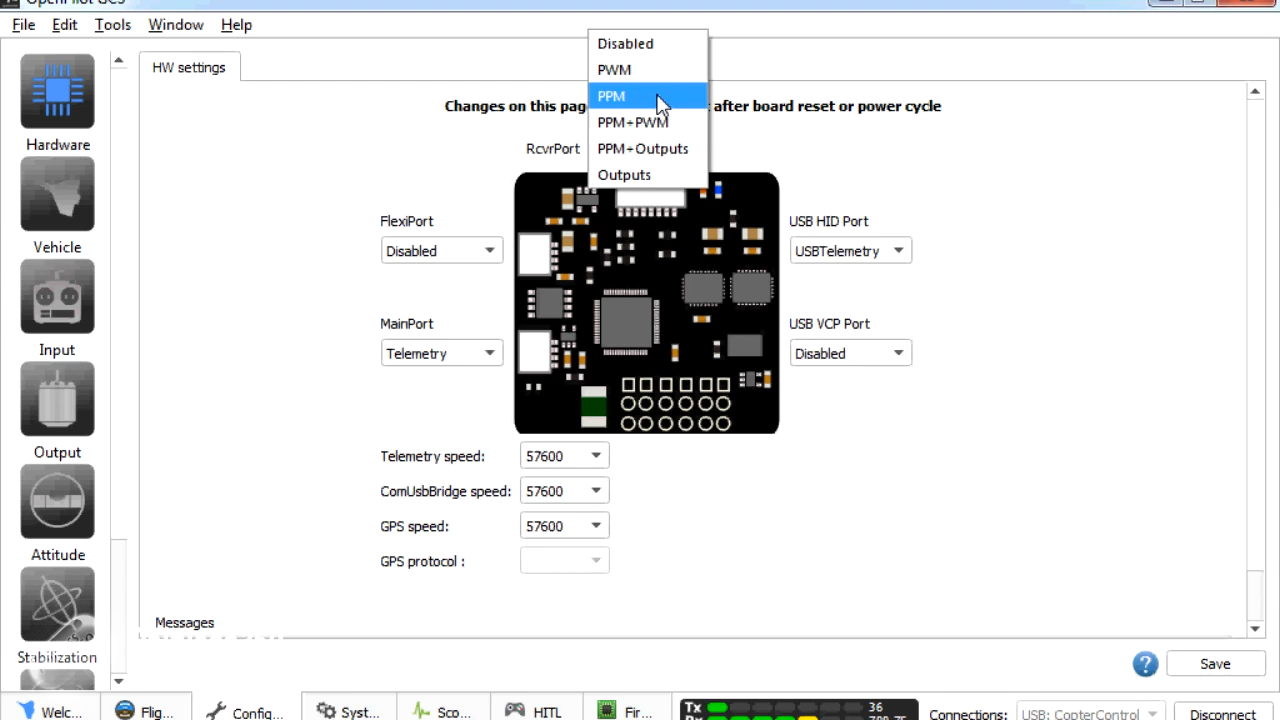 OpenPilot GCS
File Edit Tools Window Help
HW settings
Disabled
PWM
PPM
PPM+PWM
PPM+Outputs
Outputs
Changes on this pag after board reset or power cycle
RcvrPort
Hardware
Vehicle
Input
Output
Attitude
Stabilization
FlexiPort
Disabled
USB HID Port
USBTelemetry
MainPort
Telemetry
USB VCP Port
Disabled
Telemetry speed: 57600
ComUsbBridge speed: 57600
GPS speed: 57600
GPS protocol :
Messages
? Save
Welc... Flig... Config... Syst... Sco... HITL Fir... Tx 36
Connections: USB: CopterControl Disconnect